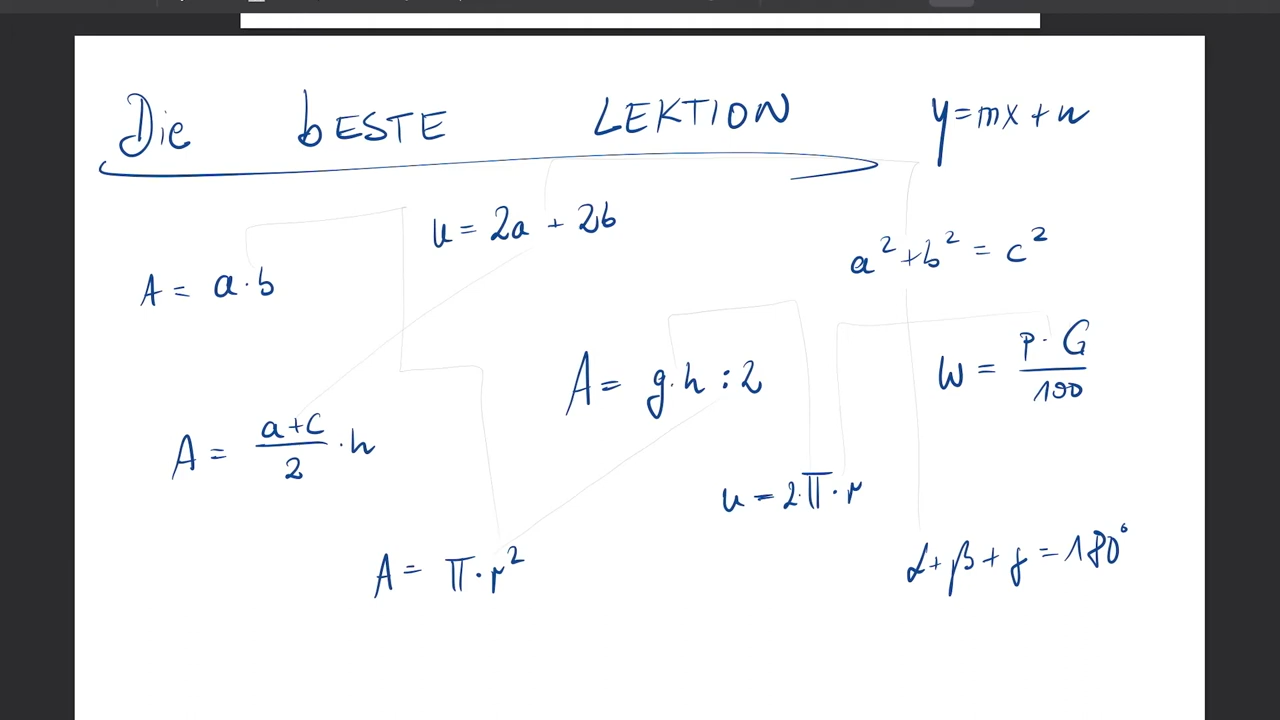 Die bESTE LEKTION
y = mx + n
u = 2a + 2b
a² + b² = c²
A = a · b
A = g · h : 2
W = p · G / 100
A = a + c / 2 · h
u = 2 · π · r
A = π · r²
α + β + γ = 180°